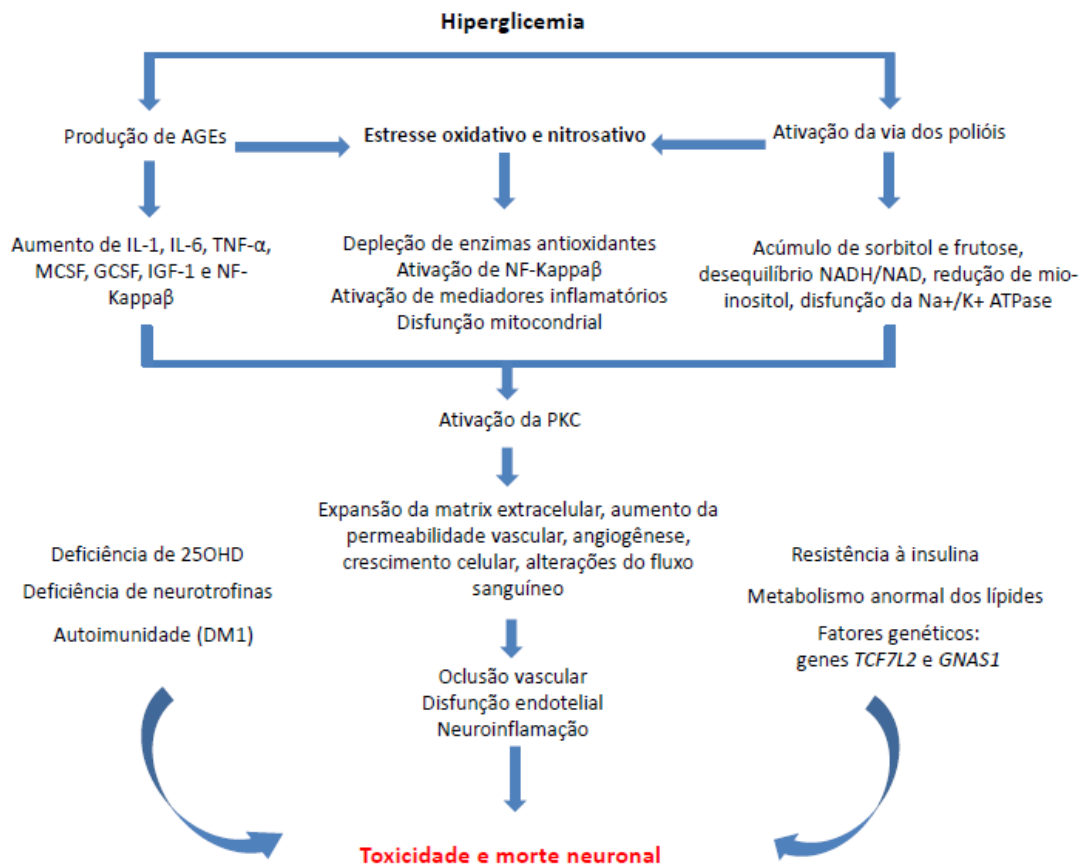 Hiperglicemia
Produção de AGEs
Estresse oxidativo e nitrosativo
Ativação da via dos polióis
Aumento de IL-1, IL-6, TNF-α,
MCSF, GCSF, IGF-1 e NF-
Kappaβ
Depleção de enzimas antioxidantes
Ativação de NF-Kappaβ
Ativação de mediadores inflamatórios
Disfunção mitocondrial
Acúmulo de sorbitol e frutose,
desequilíbrio NADH/NAD, redução de mio-
inositol, disfunção da Na+/K+ ATPase
Ativação da PKC
Expansão da matrix extracelular, aumento da
permeabilidade vascular, angiogênese,
crescimento celular, alterações do fluxo
sanguíneo
Deficiência de 25OHD
Deficiência de neurotrofinas
Autoimunidade (DM1)
Resistência à insulina
Metabolismo anormal dos lípides
Fatores genéticos:
genes TCF7L2 e GNAS1
Oclusão vascular
Disfunção endotelial
Neuroinflamação
Toxicidade e morte neuronal